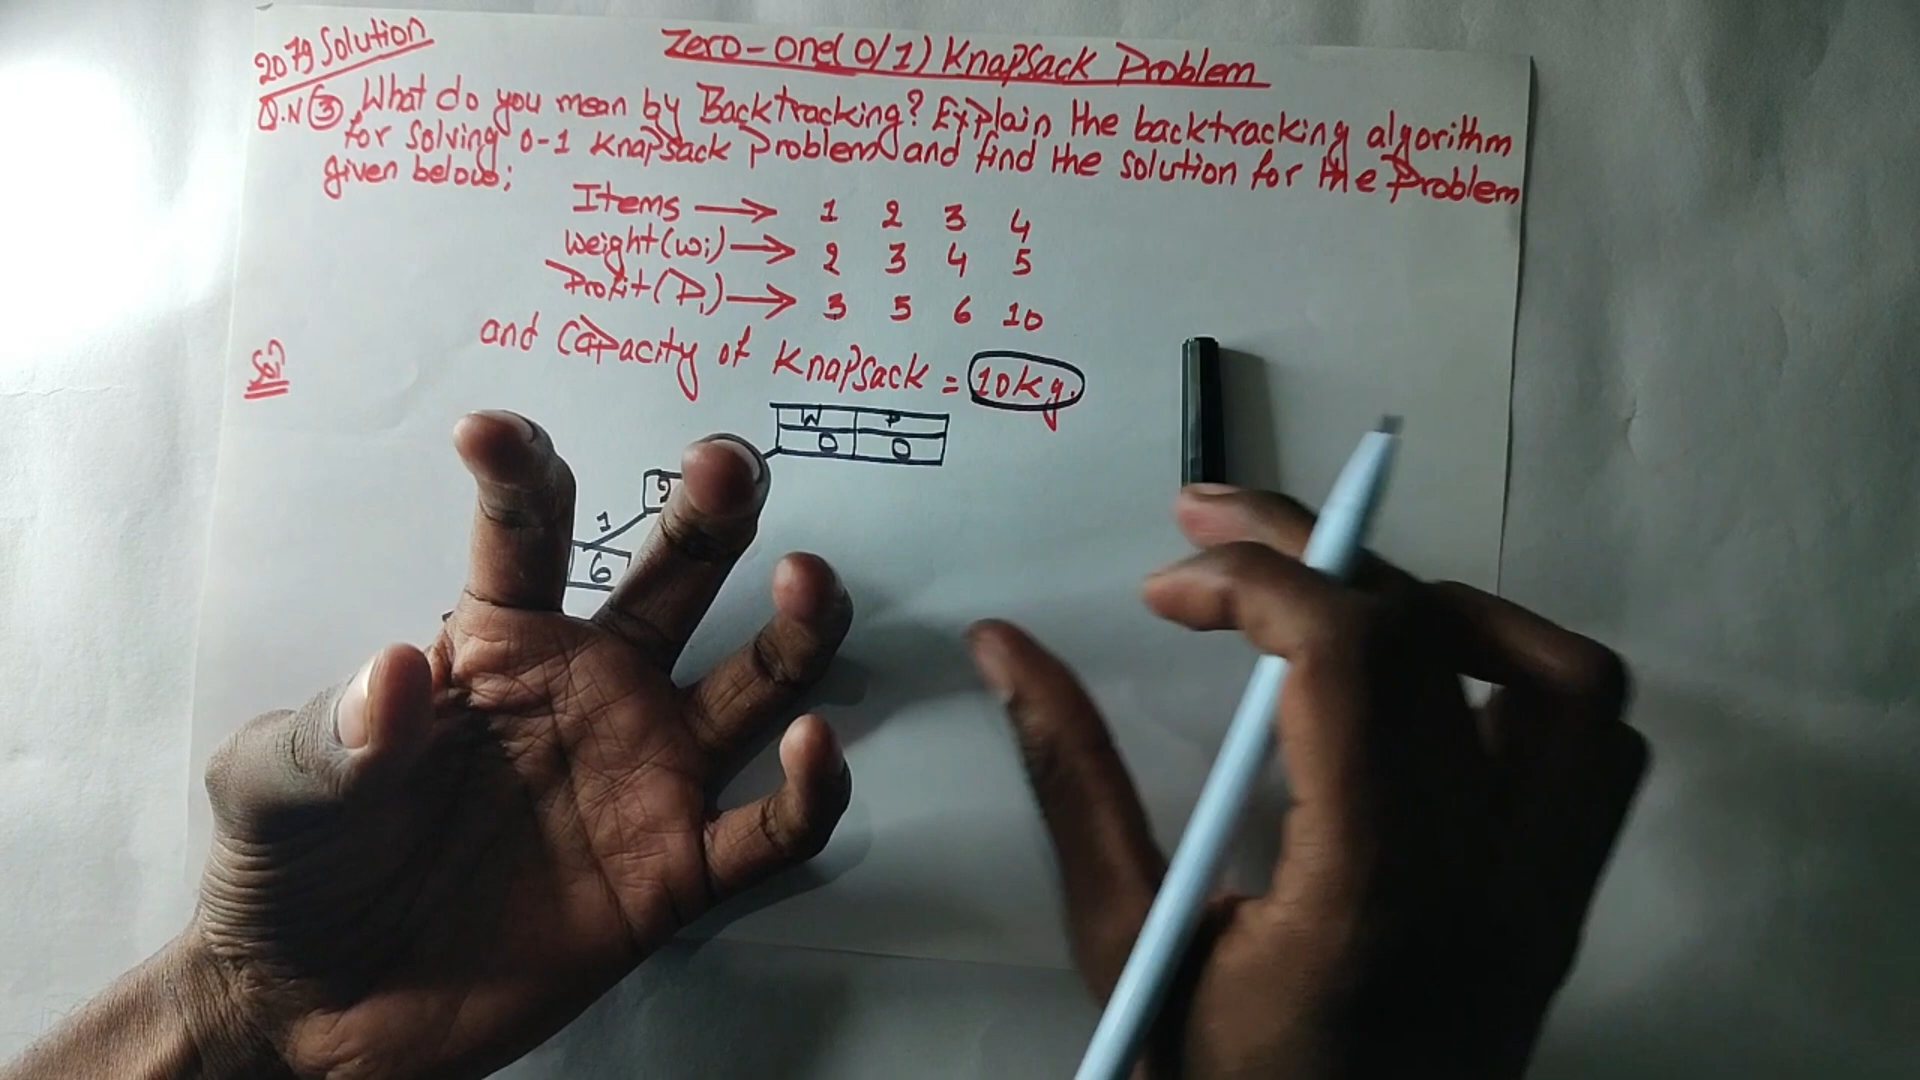 2079 Solution
Zero-One(0/1) Knapsack Problem
Q.N (3) What do you mean by Backtracking? Explain the backtracking algorithm
for solving 0-1 Knapsack Problem and find the solution for the Problem
given below;
Items → 1 2 3 4
Weight(wi) → 2 3 4 5
Profit(Pi) → 3 5 6 10
and Capacity of Knapsack = 10kg.
W P
0 0
1
6